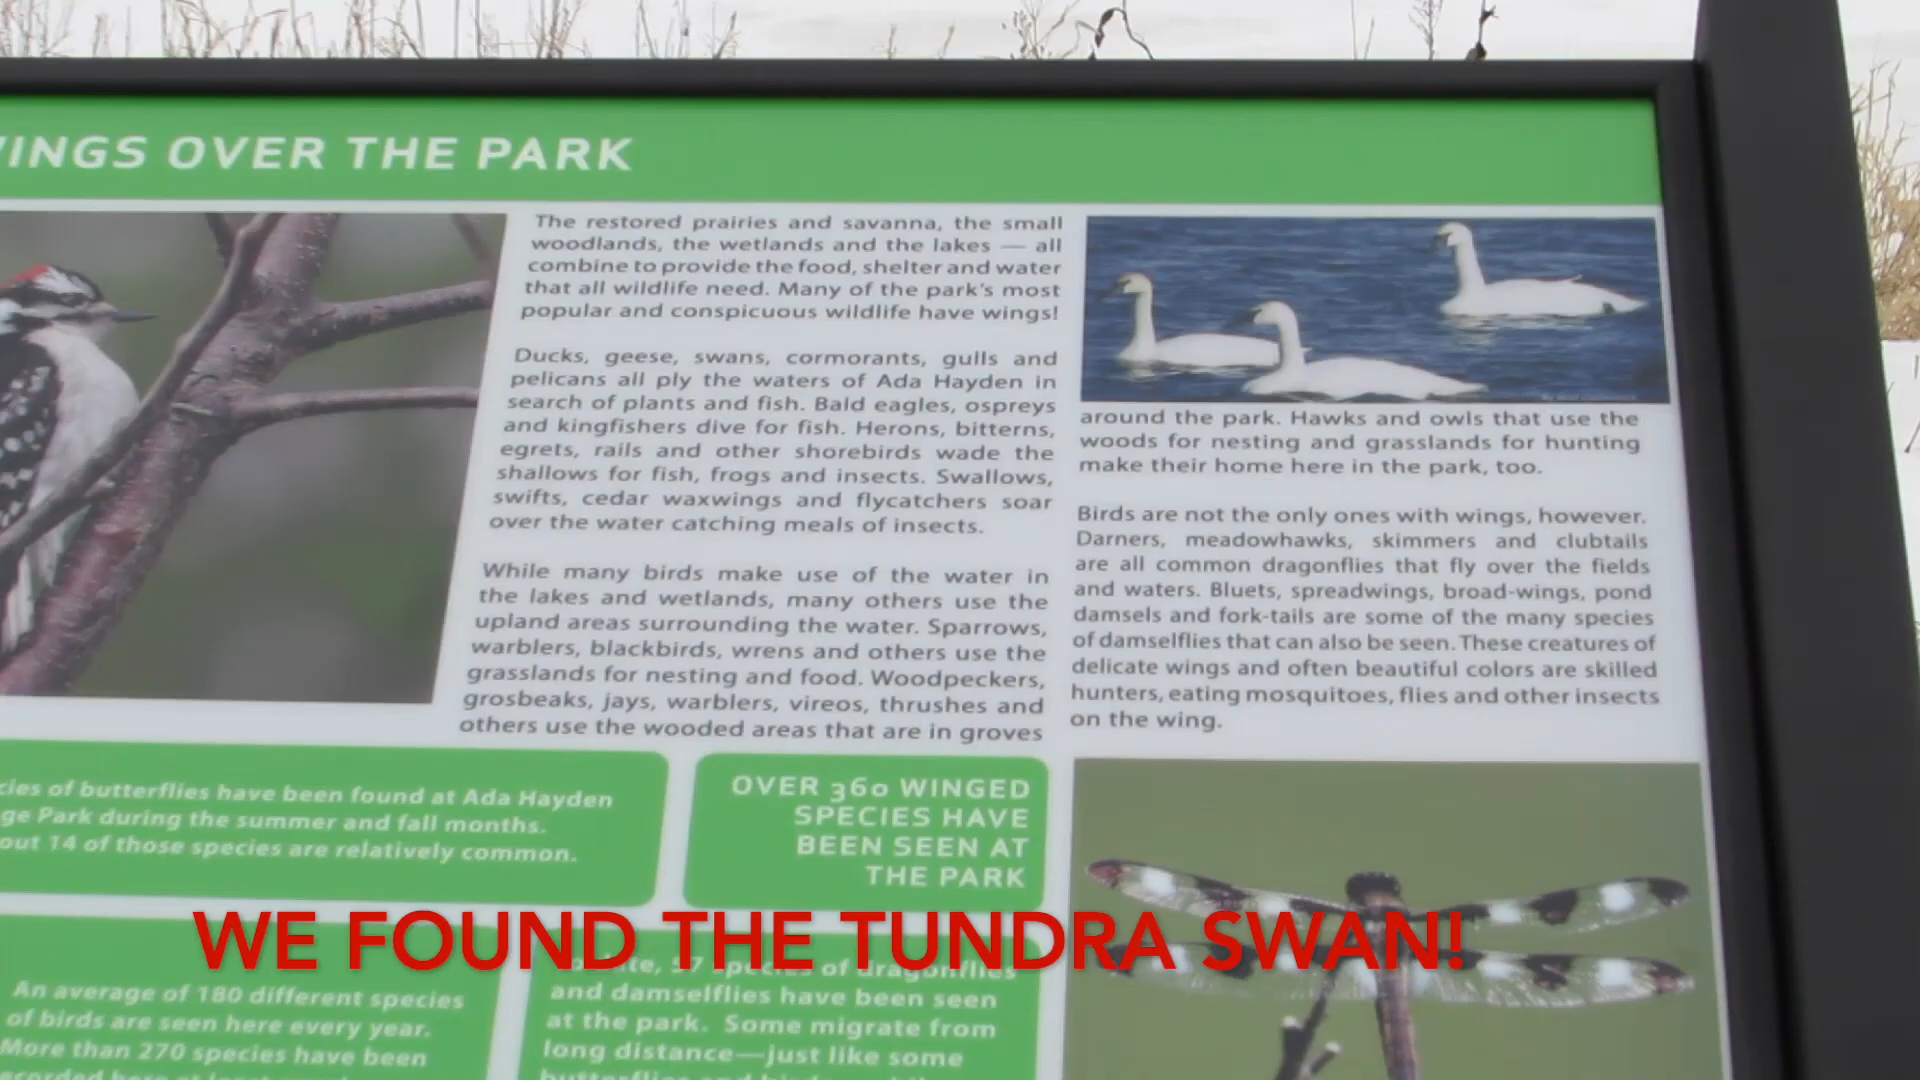 WINGS OVER THE PARK
The restored prairies and savanna, the small
woodlands, the wetlands and the lakes — all
combine to provide the food, shelter and water
that all wildlife need. Many of the park's most
popular and conspicuous wildlife have wings!
Ducks, geese, swans, cormorants, gulls and
pelicans all ply the waters of Ada Hayden in
search of plants and fish. Bald eagles, ospreys
and kingfishers dive for fish. Herons, bitterns,
egrets, rails and other shorebirds wade the
shallows for fish, frogs and insects. Swallows,
swifts, cedar waxwings and flycatchers soar
over the water catching meals of insects.
While many birds make use of the water in
the lakes and wetlands, many others use the
upland areas surrounding the water. Sparrows,
warblers, blackbirds, wrens and others use the
grasslands for nesting and food. Woodpeckers,
grosbeaks, jays, warblers, vireos, thrushes and
others use the wooded areas that are in groves
around the park. Hawks and owls that use the
woods for nesting and grasslands for hunting
make their home here in the park, too.
Birds are not the only ones with wings, however.
Darners, meadowhawks, skimmers and clubtails
are all common dragonflies that fly over the fields
and waters. Bluets, spreadwings, broad-wings, pond
damsels and fork-tails are some of the many species
of damselflies that can also be seen. These creatures of
delicate wings and often beautiful colors are skilled
hunters, eating mosquitoes, flies and other insects
on the wing.
cies of butterflies have been found at Ada Hayden
ge Park during the summer and fall months.
out 14 of those species are relatively common.
OVER 360 WINGED
SPECIES HAVE
BEEN SEEN AT
THE PARK
WE FOUND THE TUNDRA SWAN!
An average of 180 different species
of birds are seen here every year.
More than 270 species have been
57 species of dragonflies
and damselflies have been seen
at the park. Some migrate from
long distance—just like some